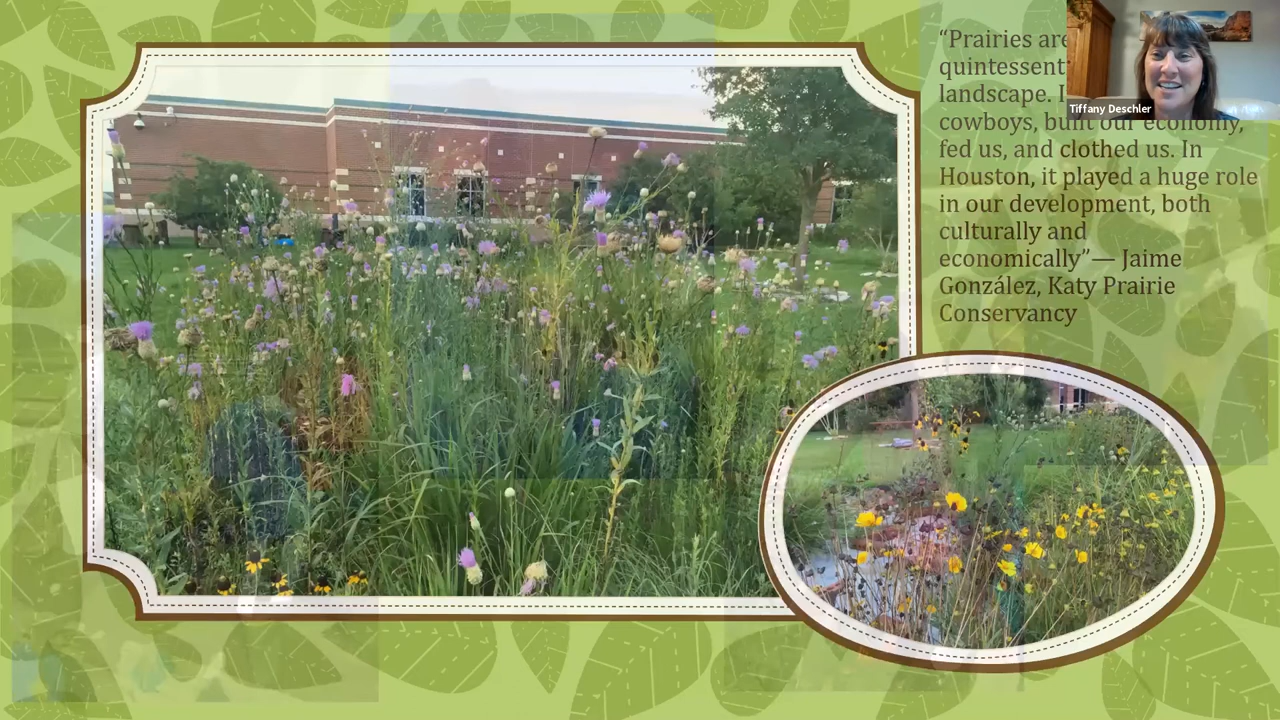 “Prairies are
quintessent
landscape. I
cowboys, built our economy,
fed us, and clothed us. In
Houston, it played a huge role
in our development, both
culturally and
economically”— Jaime
González, Katy Prairie
Conservancy
Tiffany Deschler